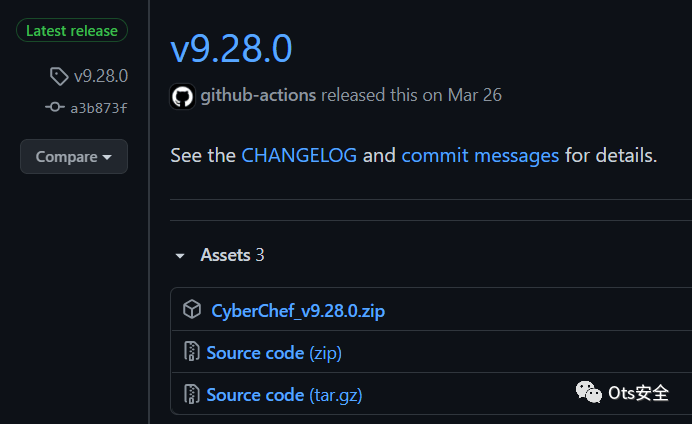 Latest release
v9.28.0
a3b873f
Compare
v9.28.0
github-actions released this on Mar 26
See the CHANGELOG and commit messages for details.
Assets 3
CyberChef_v9.28.0.zip
Source code (zip)
Source code (tar.gz)
Ots安全